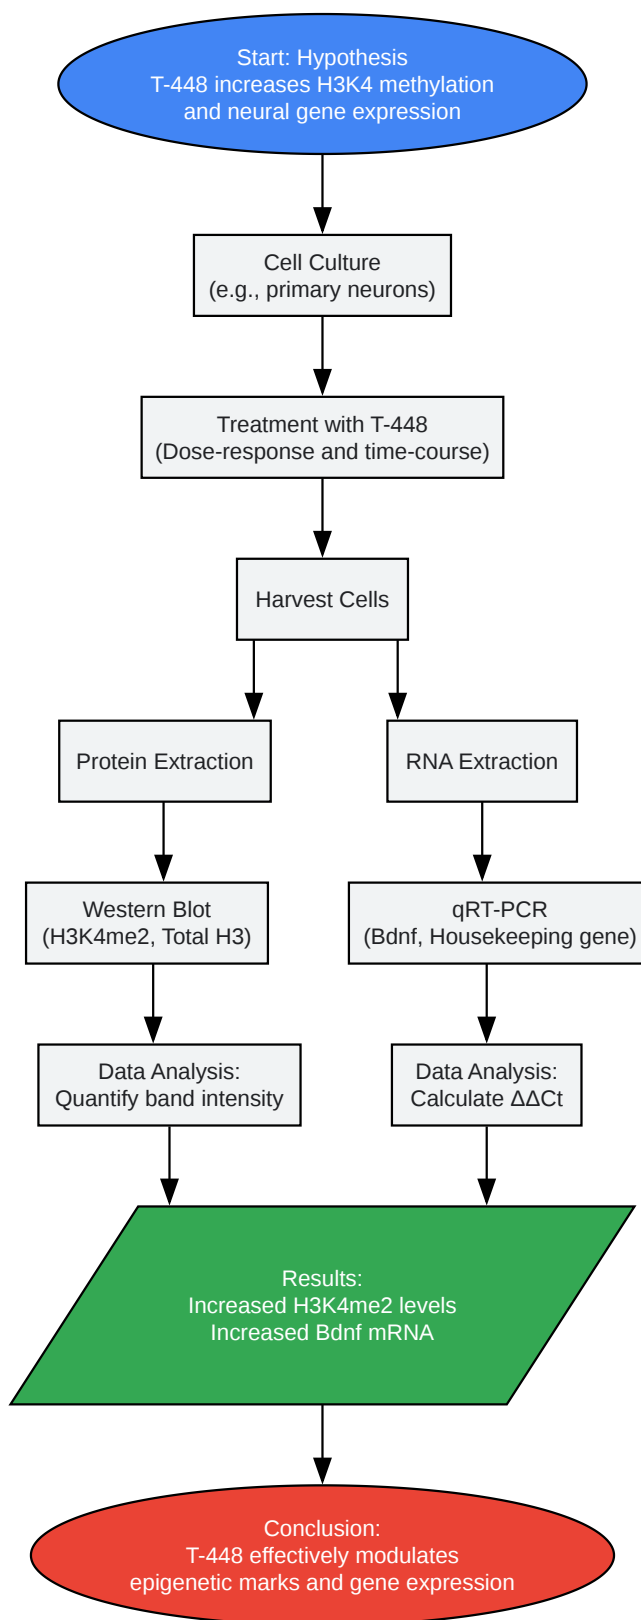 Start: Hypothesis
T-448 increases H3K4 methylation
and neural gene expression
Cell Culture
(e.g., primary neurons)
Treatment with T-448
(Dose-response and time-course)
Harvest Cells
Protein Extraction
RNA Extraction
Western Blot
(H3K4me2, Total H3)
qRT-PCR
(Bdnf, Housekeeping gene)
Data Analysis:
Quantify band intensity
Data Analysis:
Calculate ΔΔCt
Results:
Increased H3K4me2 levels
Increased Bdnf mRNA
Conclusion:
T-448 effectively modulates
epigenetic marks and gene expression